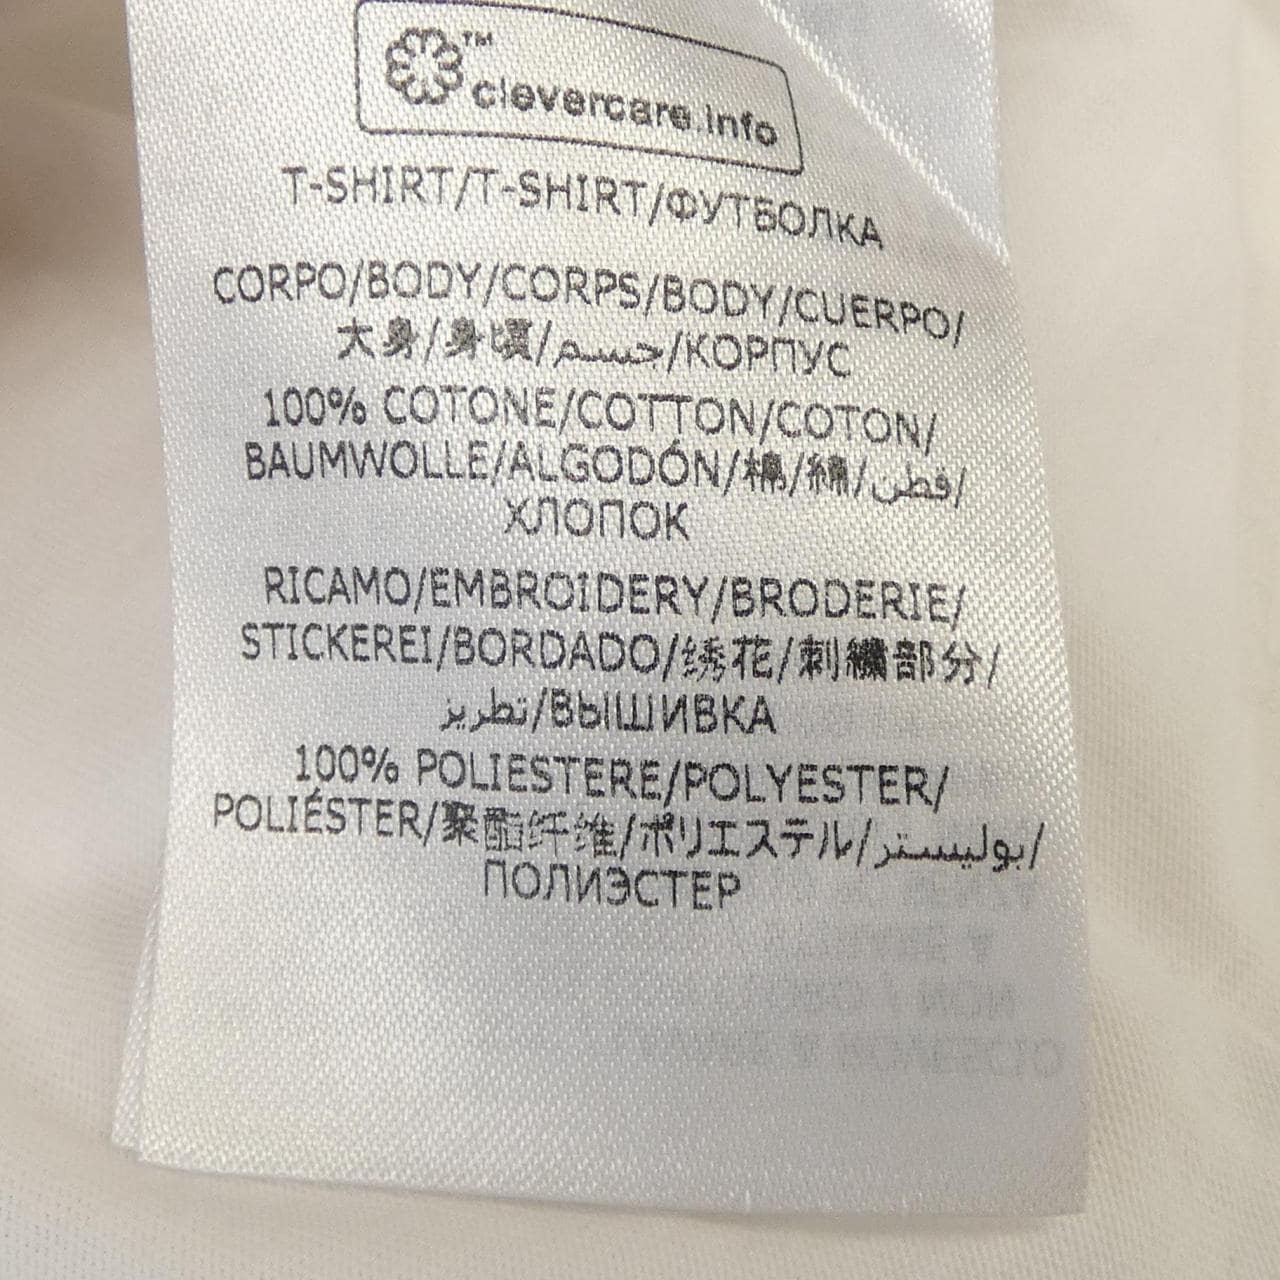 ™
clevercare.info
T-SHIRT/T-SHIRT/ФУТБОЛКА
CORPO/BODY/CORPS/BODY/CUERPO/
大身/身頃/جسم/КОРПУС
100% COTONE/COTTON/COTON/
BAUMWOLLE/ALGODÓN/棉/綿/قطن/
ХЛОПОК
RICAMO/EMBROIDERY/BRODERIE/
STICKEREI/BORDADO/绣花/刺繍部分/
تطريز/ВЫШИВКА
100% POLIESTERE/POLYESTER/
POLIÉSTER/聚酯纤维/ポリエステル/بوليستر/
ПОЛИЭСТЕР